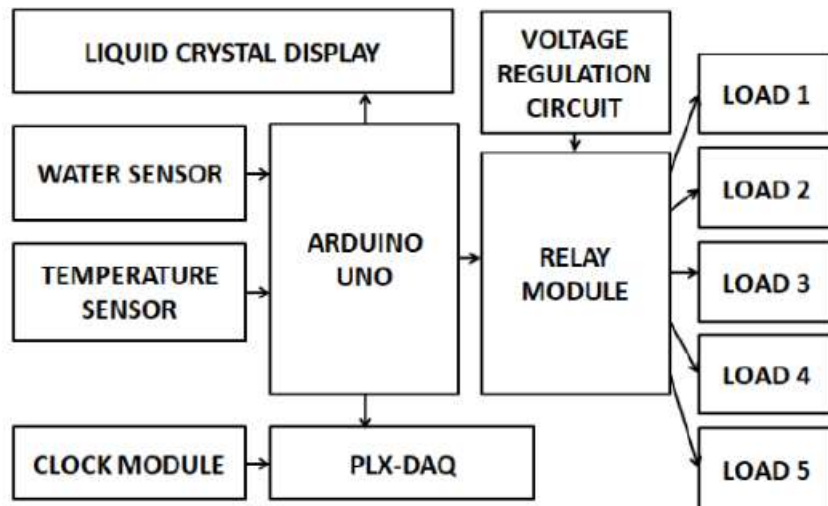 LIQUID CRYSTAL DISPLAY
VOLTAGE
REGULATION
CIRCUIT
LOAD 1
WATER SENSOR
LOAD 2
ARDUINO
UNO
RELAY
MODULE
TEMPERATURE
SENSOR
LOAD 3
LOAD 4
CLOCK MODULE
PLX-DAQ
LOAD 5